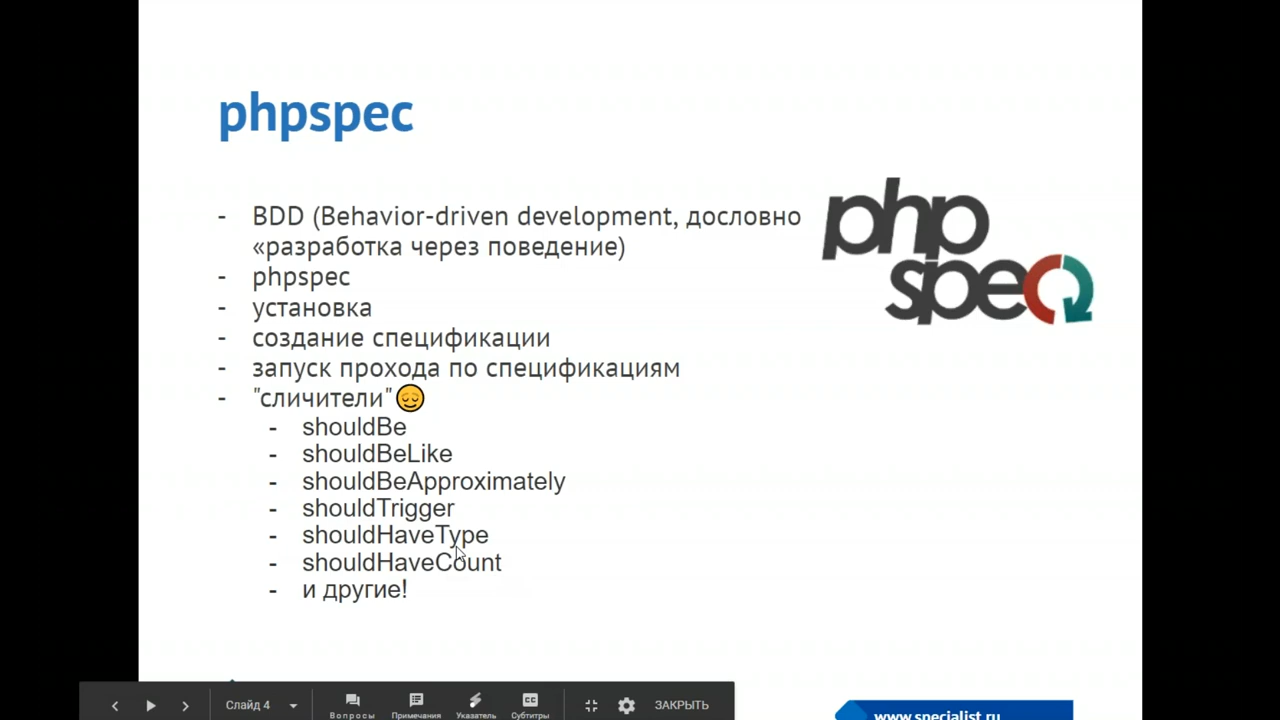 phpspec
- BDD (Behavior-driven development, дословно
«разработка через поведение)
- phpspec
- установка
- создание спецификации
- запуск прохода по спецификациям
- "сличители"😌
- shouldBe
- shouldBeLike
- shouldBeApproximately
- shouldTrigger
- shouldHaveType
- shouldHaveCount
- и другие!
php
spec
Слайд 4
Вопросы
Примечания
Указатель
Субтитры
ЗАКРЫТЬ
www.specialist.ru